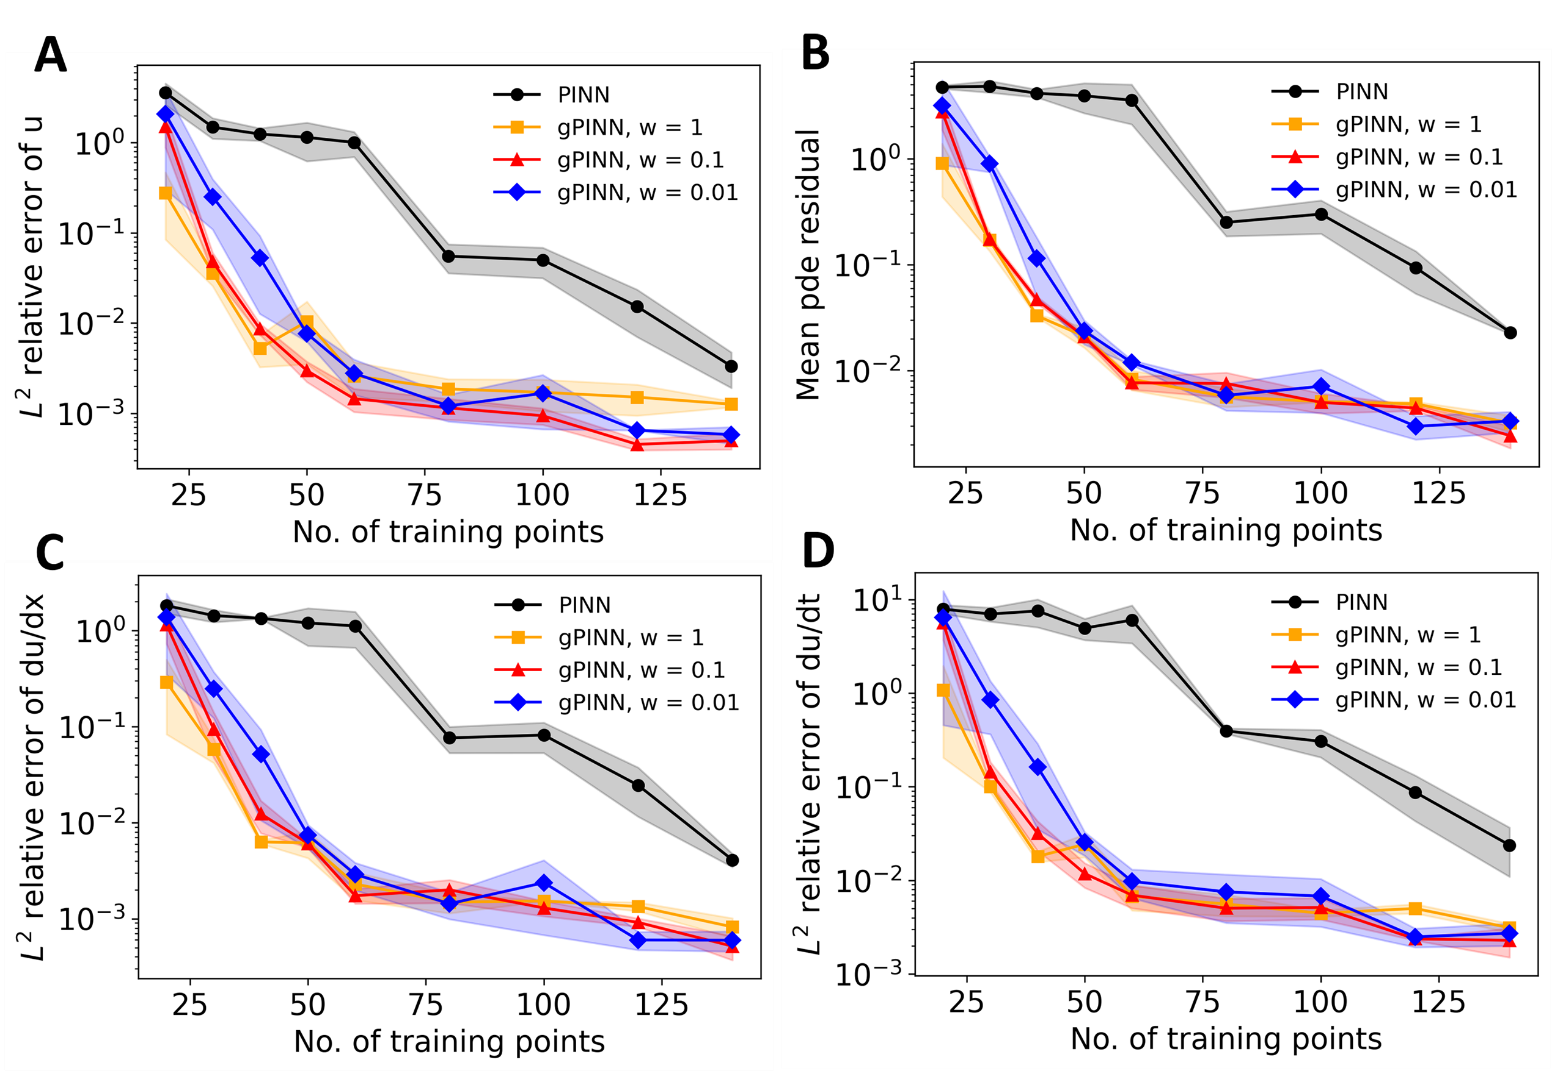 A
L² relative error of u
10⁰
10⁻¹
10⁻²
10⁻³
PINN
gPINN, w = 1
gPINN, w = 0.1
gPINN, w = 0.01
25 50 75 100 125
No. of training points
B
Mean pde residual
10⁰
10⁻¹
10⁻²
PINN
gPINN, w = 1
gPINN, w = 0.1
gPINN, w = 0.01
25 50 75 100 125
No. of training points
C
L² relative error of du/dx
10⁰
10⁻¹
10⁻²
10⁻³
PINN
gPINN, w = 1
gPINN, w = 0.1
gPINN, w = 0.01
25 50 75 100 125
No. of training points
D
L² relative error of du/dt
10¹
10⁰
10⁻¹
10⁻²
10⁻³
PINN
gPINN, w = 1
gPINN, w = 0.1
gPINN, w = 0.01
25 50 75 100 125
No. of training points